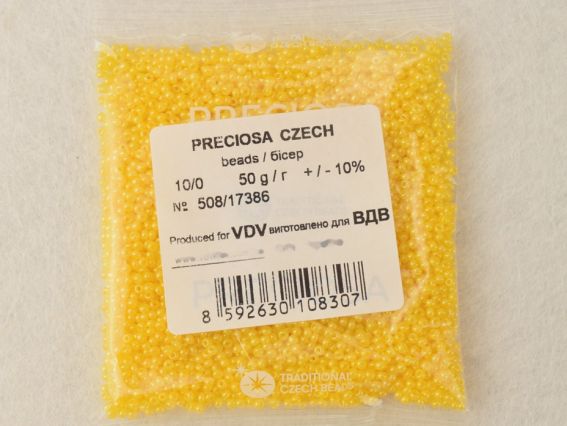 PRECIOSA
PRECIOSA CZECH
beads / бісер
10/0 50 g / г + / - 10%
№ 508/17386
Produced for VDV виготовлено для ВДВ
8 592630 108307
TRADITIONAL
CZECH BEADS